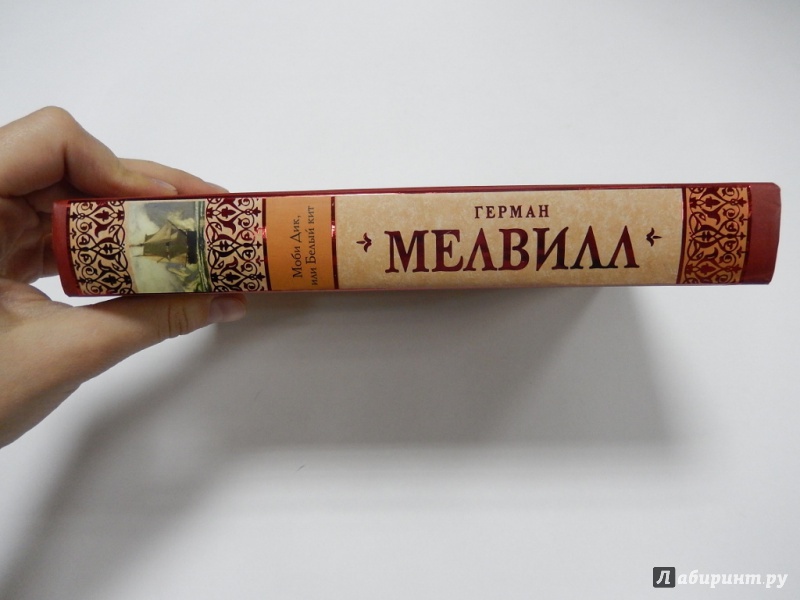 ГЕРМАН
МЕЛВИЛЛ
Моби Дик,
или Белый кит
Лабиринт.ру